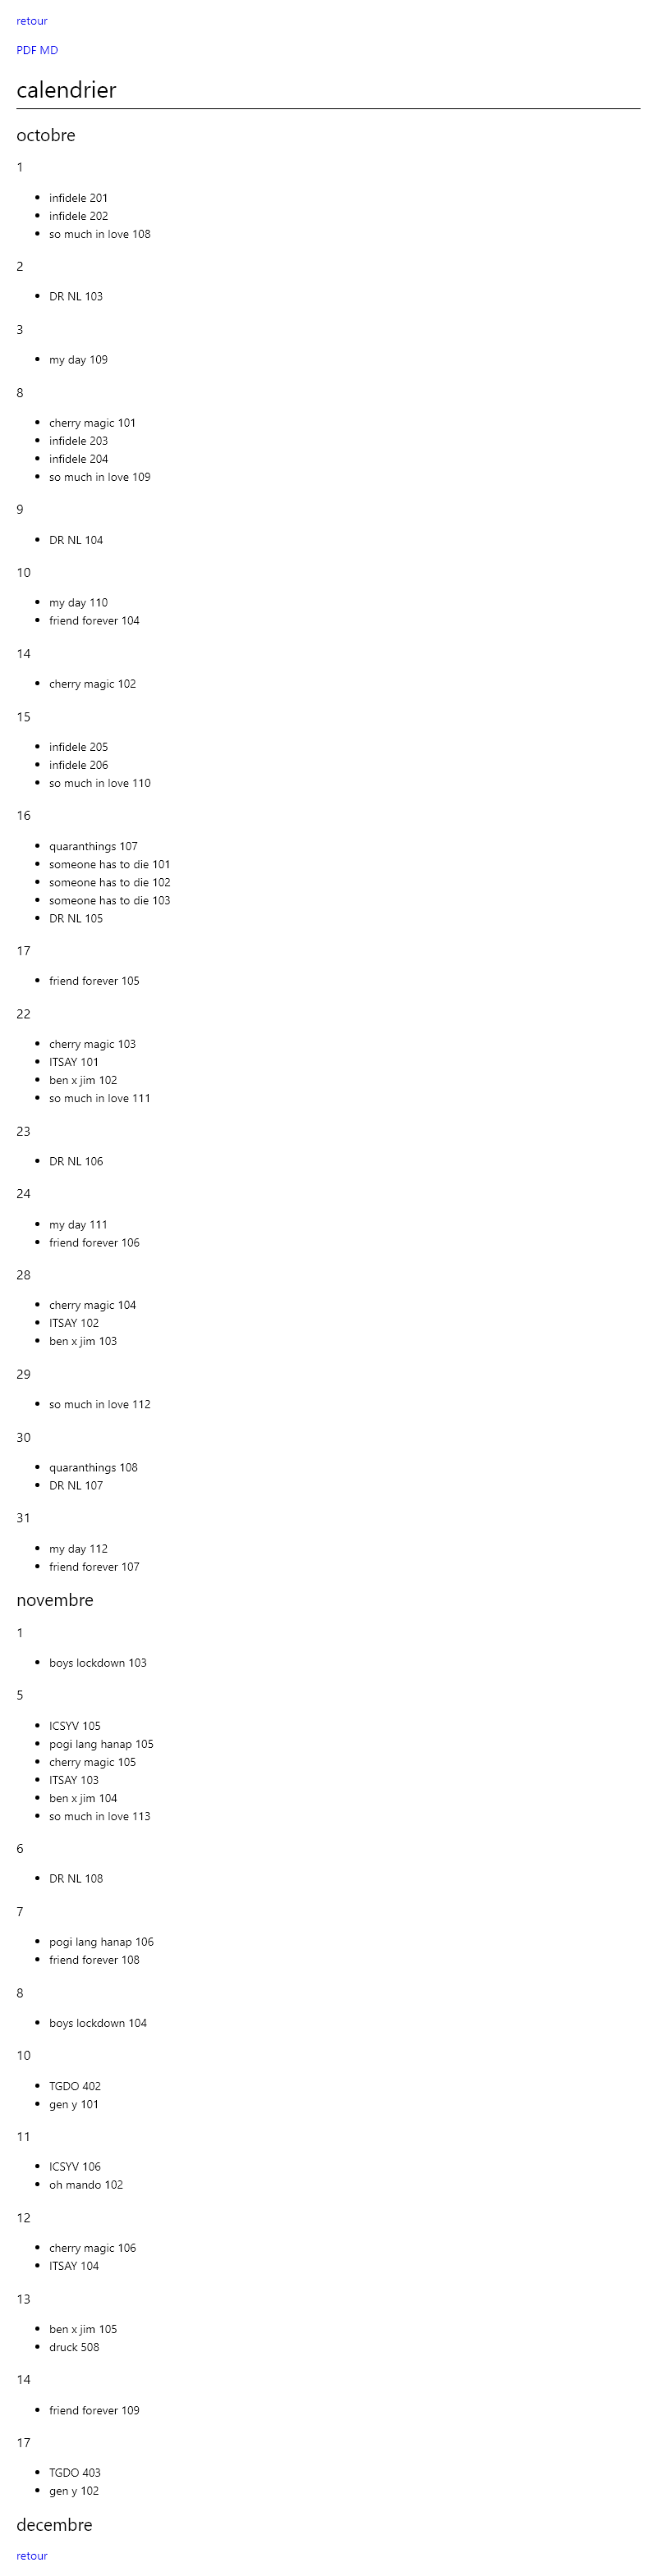 retour
PDF MD
calendrier
octobre
1
infidele 201
infidele 202
so much in love 108
2
DR NL 103
3
my day 109
8
cherry magic 101
infidele 203
infidele 204
so much in love 109
9
DR NL 104
10
my day 110
friend forever 104
14
cherry magic 102
15
infidele 205
infidele 206
so much in love 110
16
quaranthings 107
someone has to die 101
someone has to die 102
someone has to die 103
DR NL 105
17
friend forever 105
22
cherry magic 103
ITSAY 101
ben x jim 102
so much in love 111
23
DR NL 106
24
my day 111
friend forever 106
28
cherry magic 104
ITSAY 102
ben x jim 103
29
so much in love 112
30
quaranthings 108
DR NL 107
31
my day 112
friend forever 107
novembre
1
boys lockdown 103
5
ICSYV 105
pogi lang hanap 105
cherry magic 105
ITSAY 103
ben x jim 104
so much in love 113
6
DR NL 108
7
pogi lang hanap 106
friend forever 108
8
boys lockdown 104
10
TGDO 402
gen y 101
11
ICSYV 106
oh mando 102
12
cherry magic 106
ITSAY 104
13
ben x jim 105
druck 508
14
friend forever 109
17
TGDO 403
gen y 102
decembre
retour